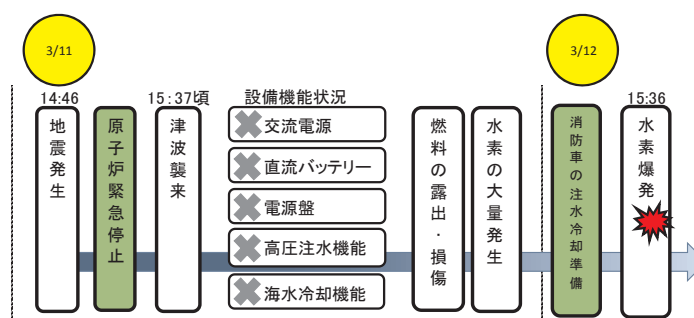 3/11
14:46
地震発生
原子炉緊急停止
15:37頃
津波襲来
設備機能状況
交流電源
直流バッテリー
電源盤
高圧注水機能
海水冷却機能
燃料の露出・損傷
水素の大量発生
3/12
消防車の注水冷却準備
15:36
水素爆発